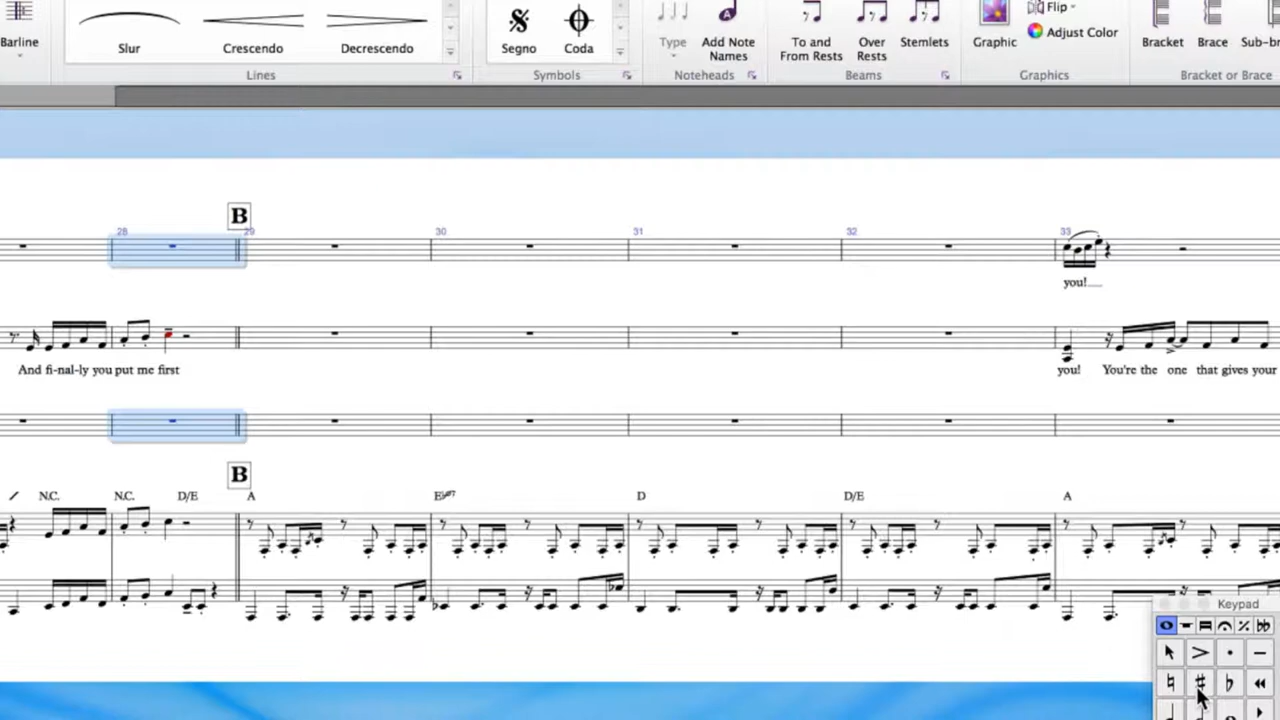 Flip
Barline
Slur
Crescendo
Decrescendo
Segno
Coda
Type
Add Note
Names
To and
From Rests
Over
Rests
Stemlets
Graphic
Adjust Color
Bracket
Brace
Sub-br
Lines
Symbols
Noteheads
Beams
Graphics
Bracket or Brace
B
28
29
30
31
32
33
you!
And fi-nal-ly you put me first
you! You're the one that gives your
B
N.C.
N.C.
D/E
A
D
D/E
A
Keypad